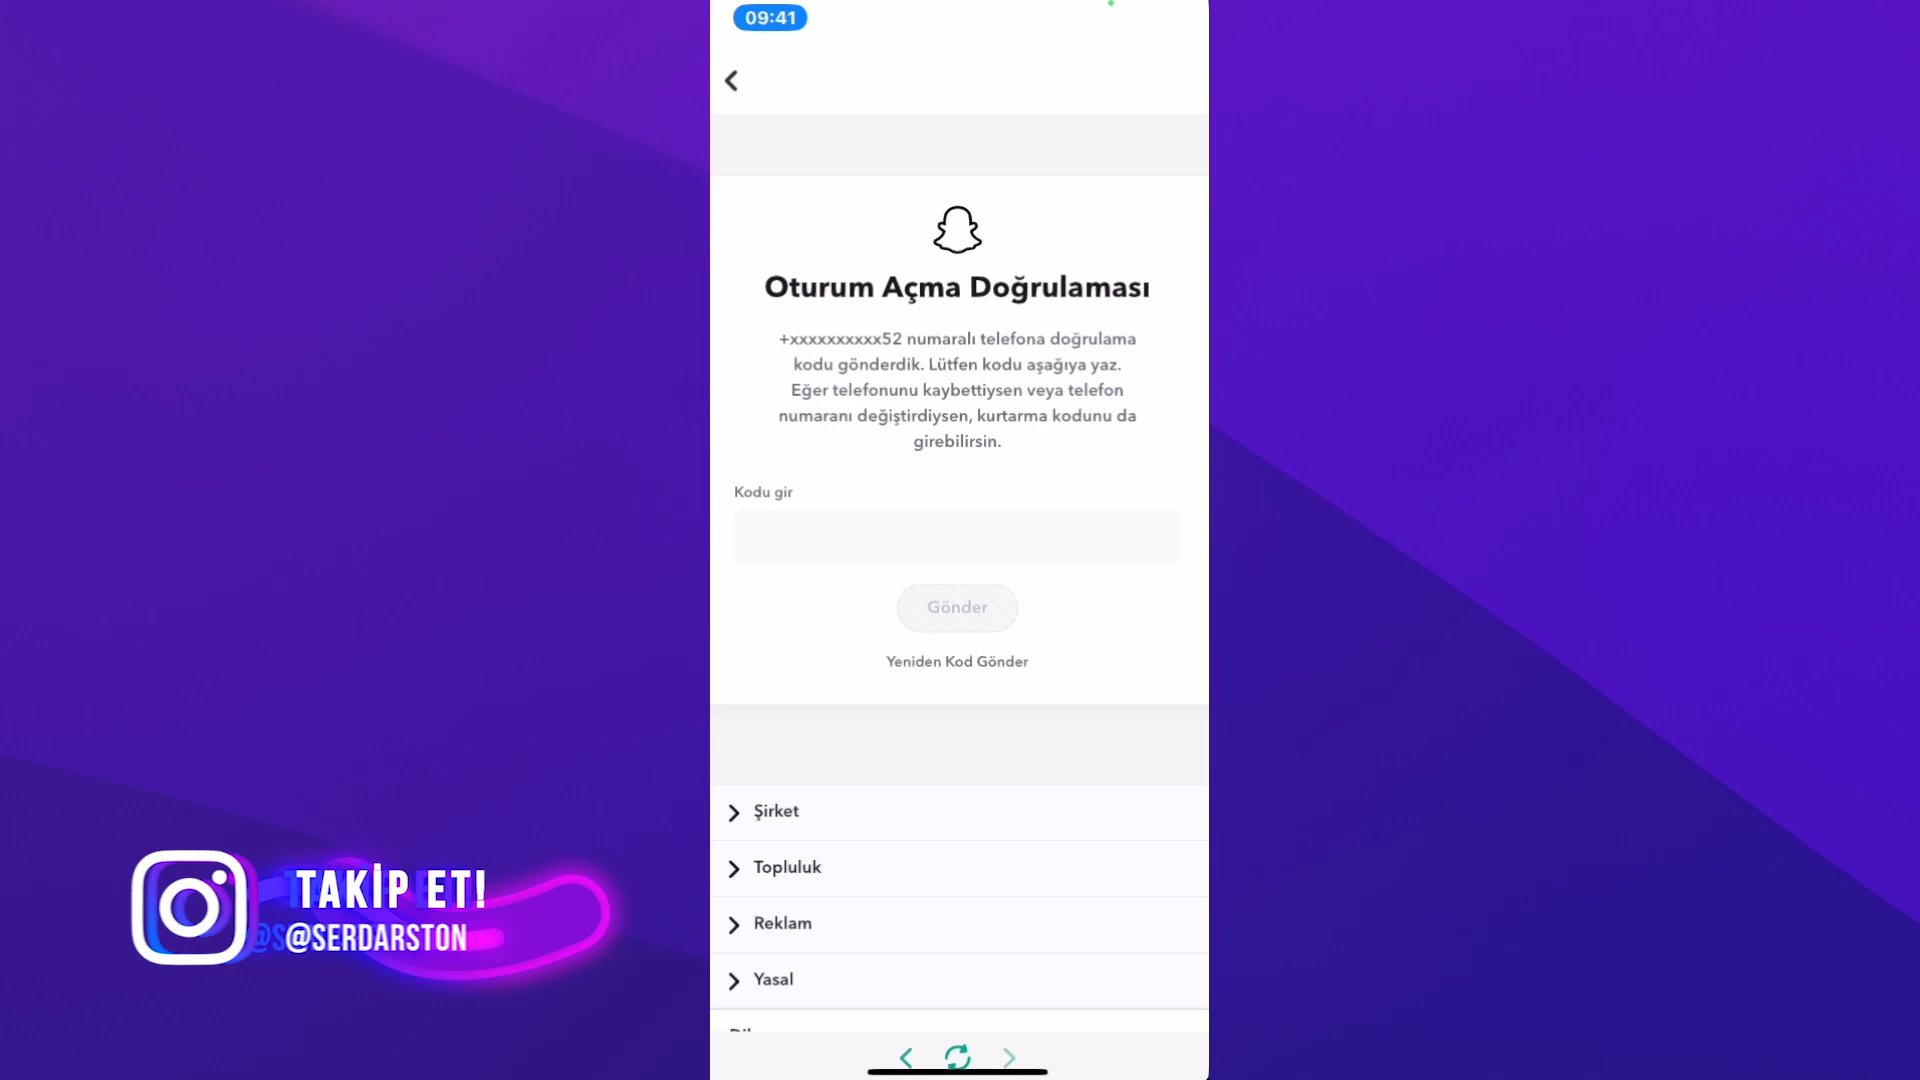 09:41
Oturum Açma Doğrulaması
+xxxxxxxxxx52 numaralı telefona doğrulama
kodu gönderdik. Lütfen kodu aşağıya yaz.
Eğer telefonunu kaybettiysen veya telefon
numaranı değiştirdiysen, kurtarma kodunu da
girebilirsin.
Kodu gir
Gönder
Yeniden Kod Gönder
Şirket
Topluluk
Reklam
Yasal
TAKİP ET!
@SERDARSTON